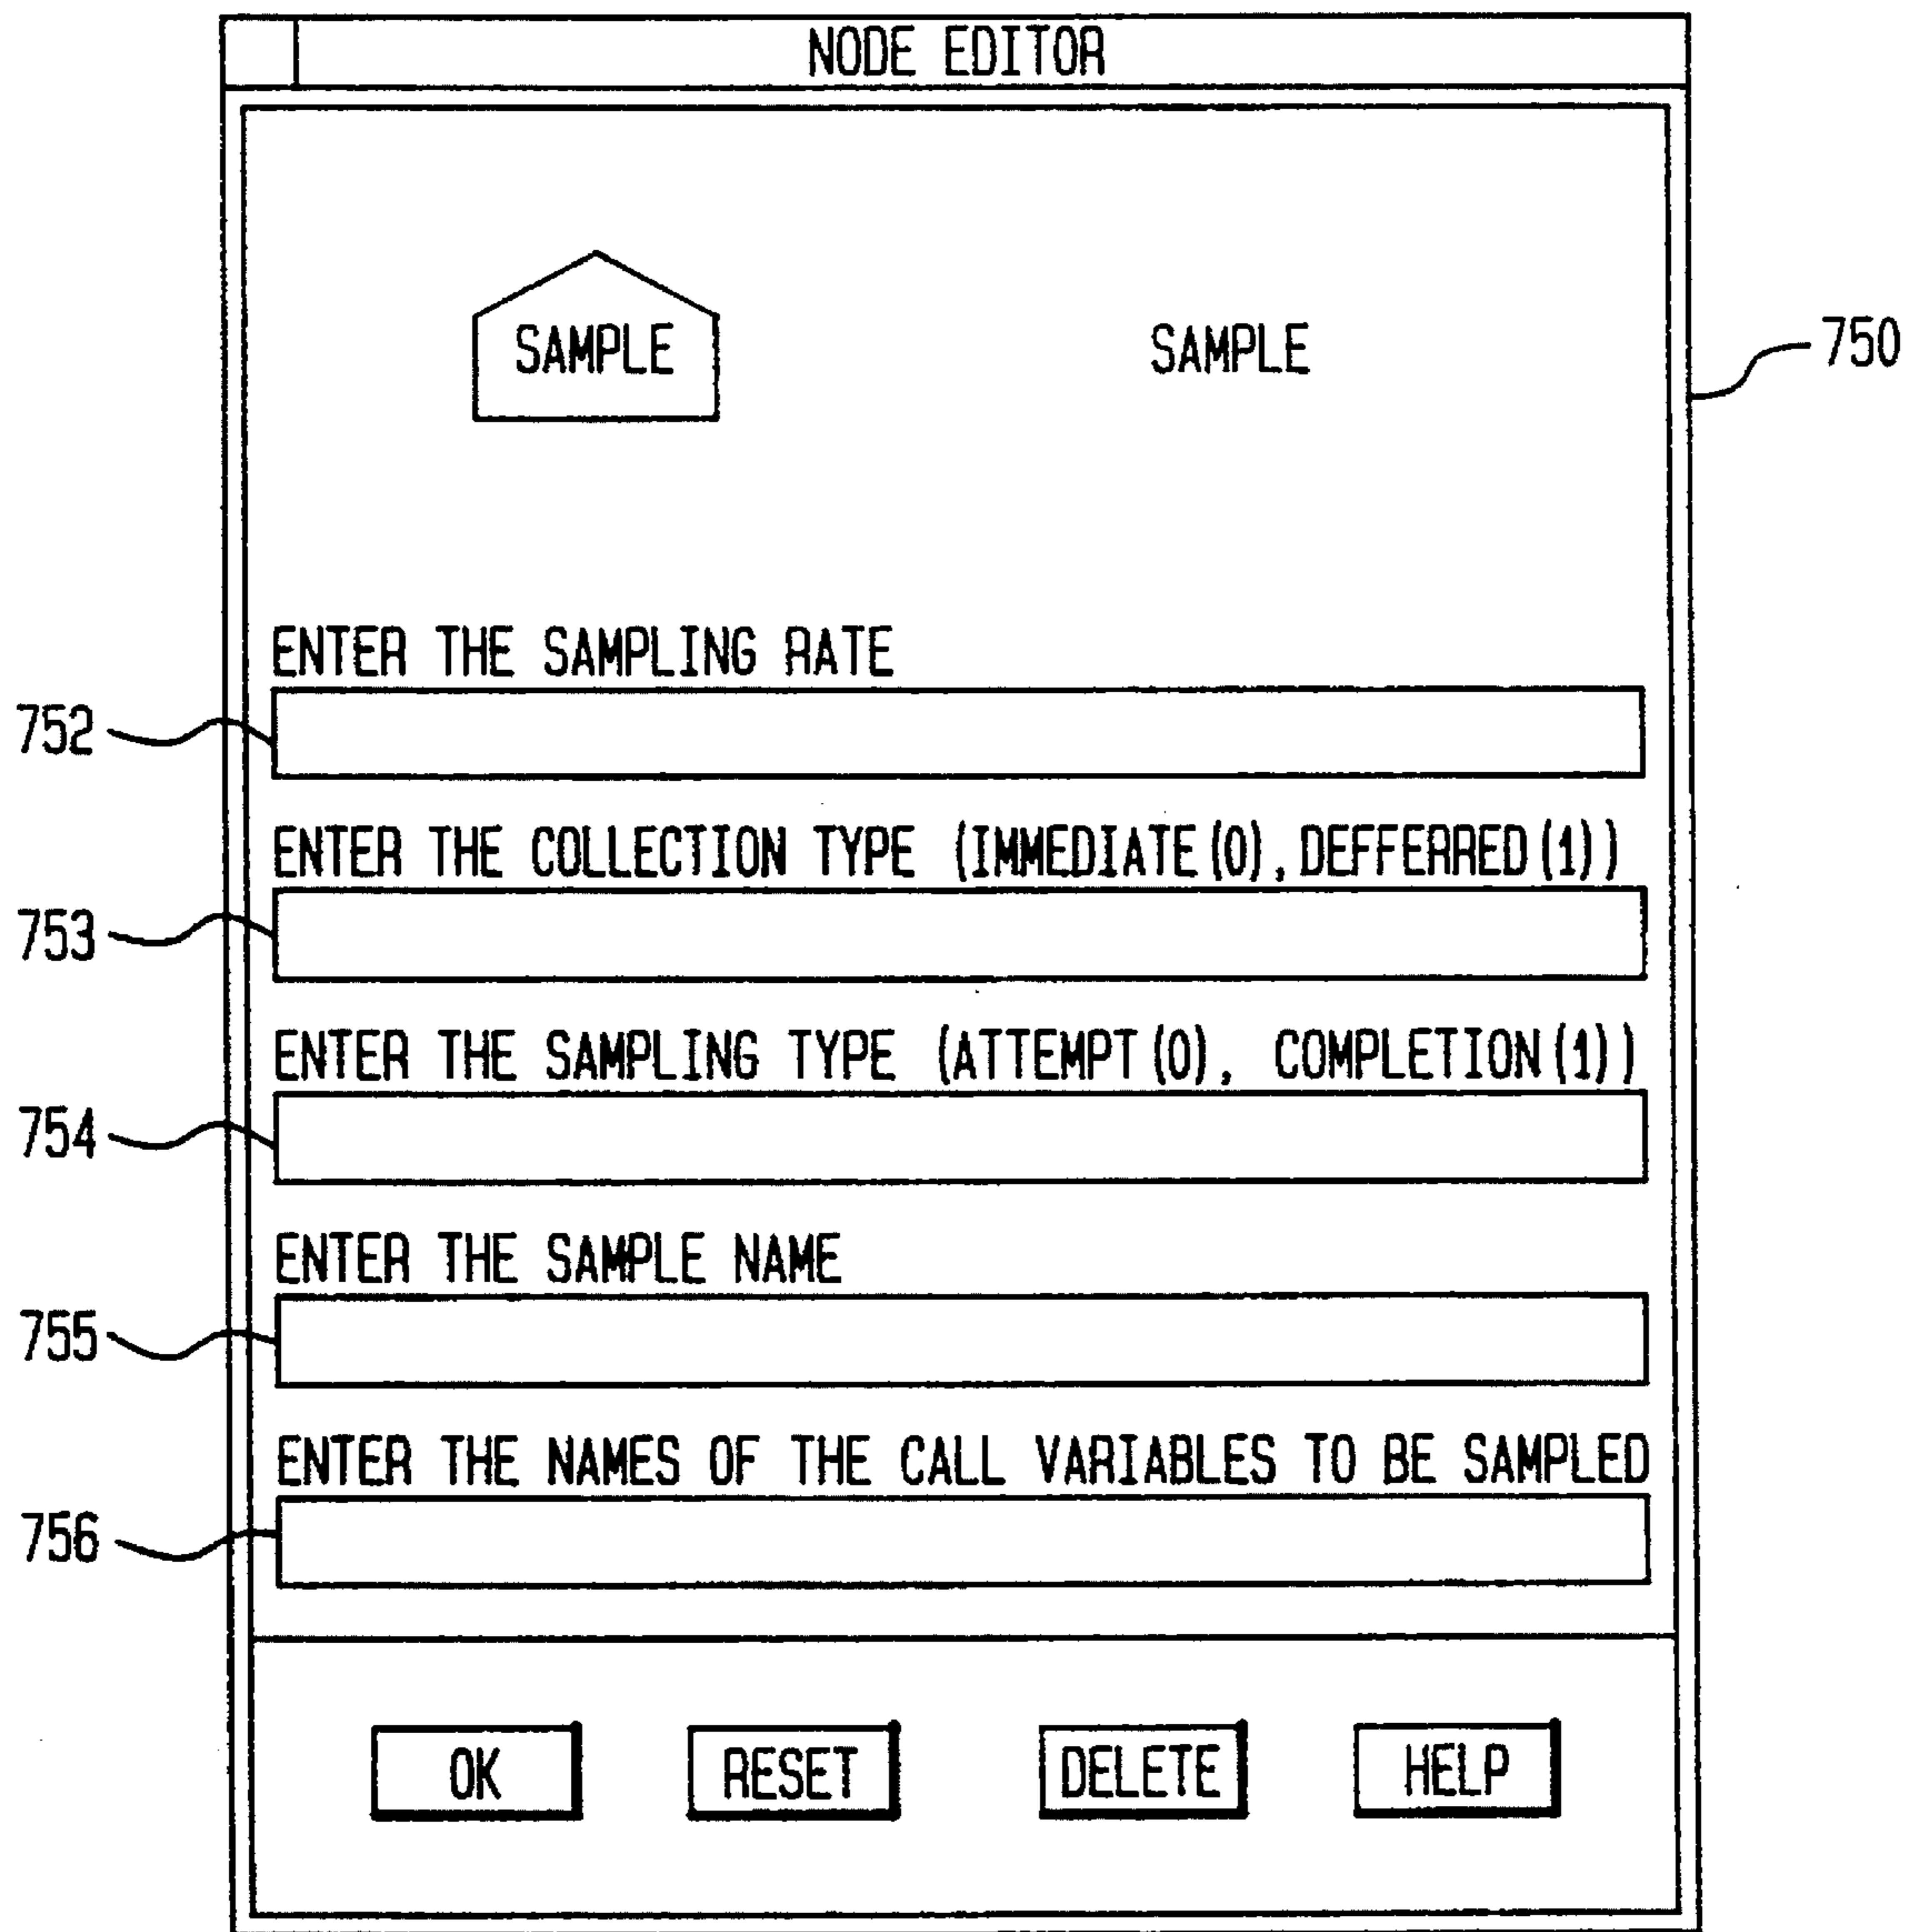 NODE EDITOR
SAMPLE
SAMPLE
750
ENTER THE SAMPLING RATE
752
ENTER THE COLLECTION TYPE (IMMEDIATE(0), DEFFERRED(1))
753
ENTER THE SAMPLING TYPE (ATTEMPT(0), COMPLETION(1))
754
ENTER THE SAMPLE NAME
755
ENTER THE NAMES OF THE CALL VARIABLES TO BE SAMPLED
756
OK
RESET
DELETE
HELP